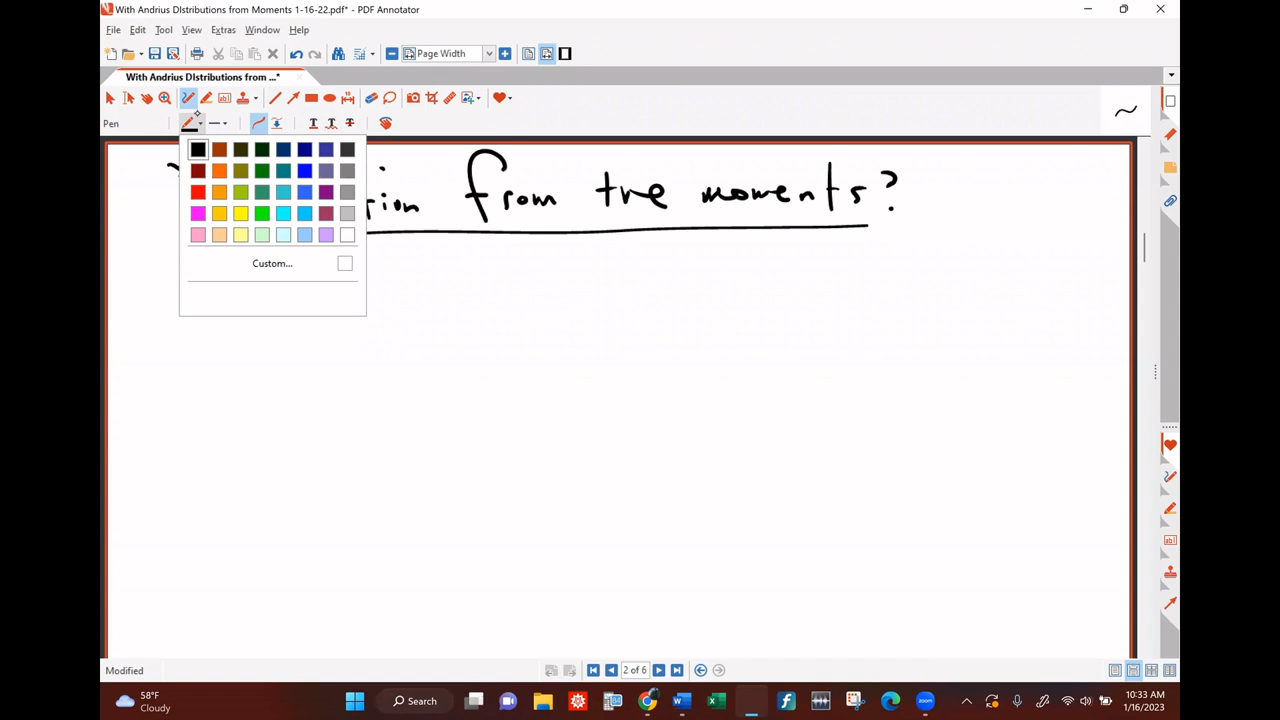 With Andrius DIstributions from Moments 1-16-22.pdf* - PDF Annotator
File Edit Tool View Extras Window Help
Page Width
With Andrius DIstributions from ...*
Pen
tion from the moments?
Custom...
Modified
2 of 6
58°F
Cloudy
Search
zoom
10:33 AM
1/16/2023